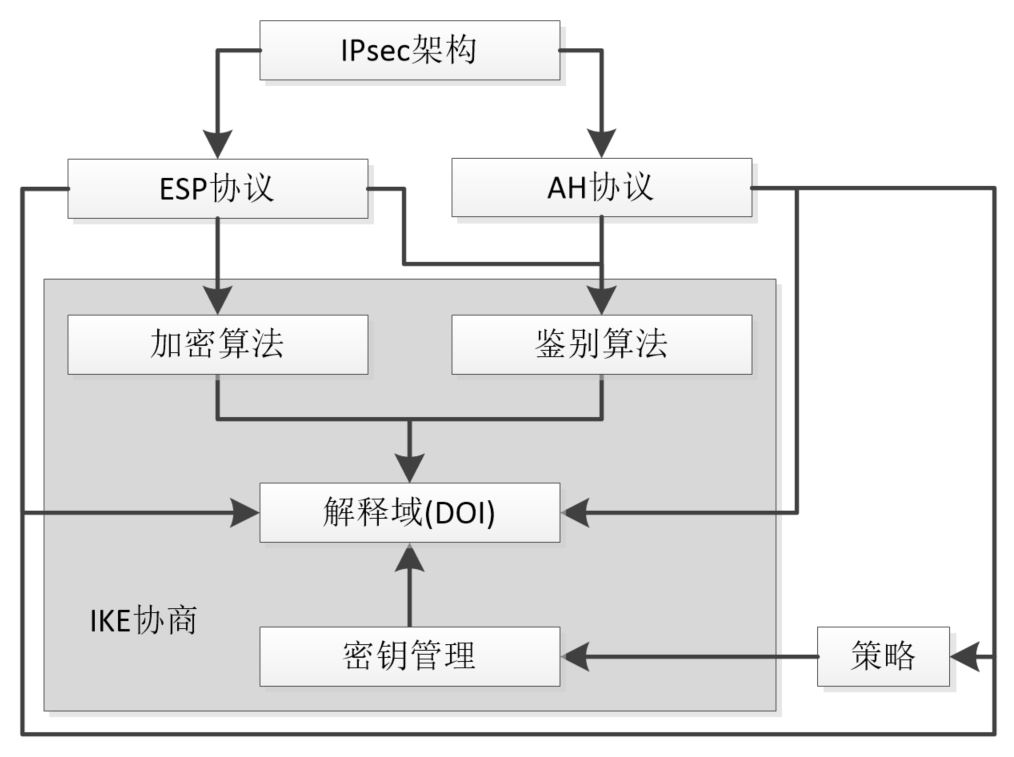 IPsec架构
ESP协议
AH协议
加密算法
鉴别算法
解释域(DOI)
IKE协商
密钥管理
策略